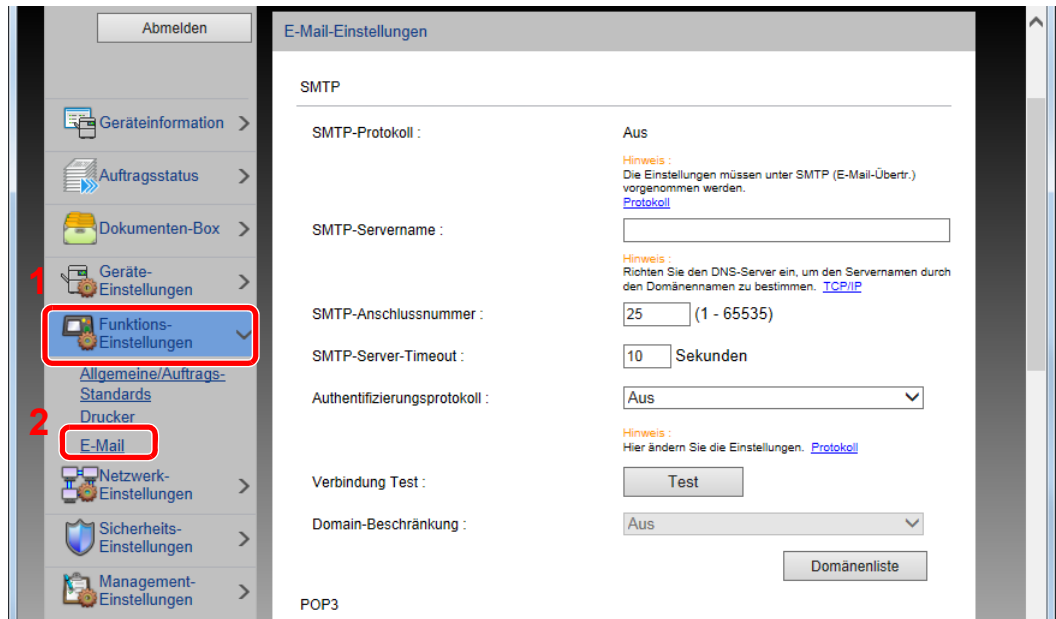 Abmelden
Geräteinformation
Auftragsstatus
Dokumenten-Box
1
Geräte-
Einstellungen
Funktions-
Einstellungen
Allgemeine/Auftrags-
Standards
2
Drucker
E-Mail
Netzwerk-
Einstellungen
Sicherheits-
Einstellungen
Management-
Einstellungen
E-Mail-Einstellungen
SMTP
SMTP-Protokoll : Aus
Hinweis :
Die Einstellungen müssen unter SMTP (E-Mail-Übertr.)
vorgenommen werden.
Protokoll
SMTP-Servername :
Hinweis :
Richten Sie den DNS-Server ein, um den Servernamen durch
den Domänennamen zu bestimmen. TCP/IP
SMTP-Anschlussnummer : 25 (1 - 65535)
SMTP-Server-Timeout : 10 Sekunden
Authentifizierungsprotokoll : Aus
Hinweis :
Hier ändern Sie die Einstellungen. Protokoll
Verbindung Test : Test
Domain-Beschränkung : Aus
Domänenliste
POP3